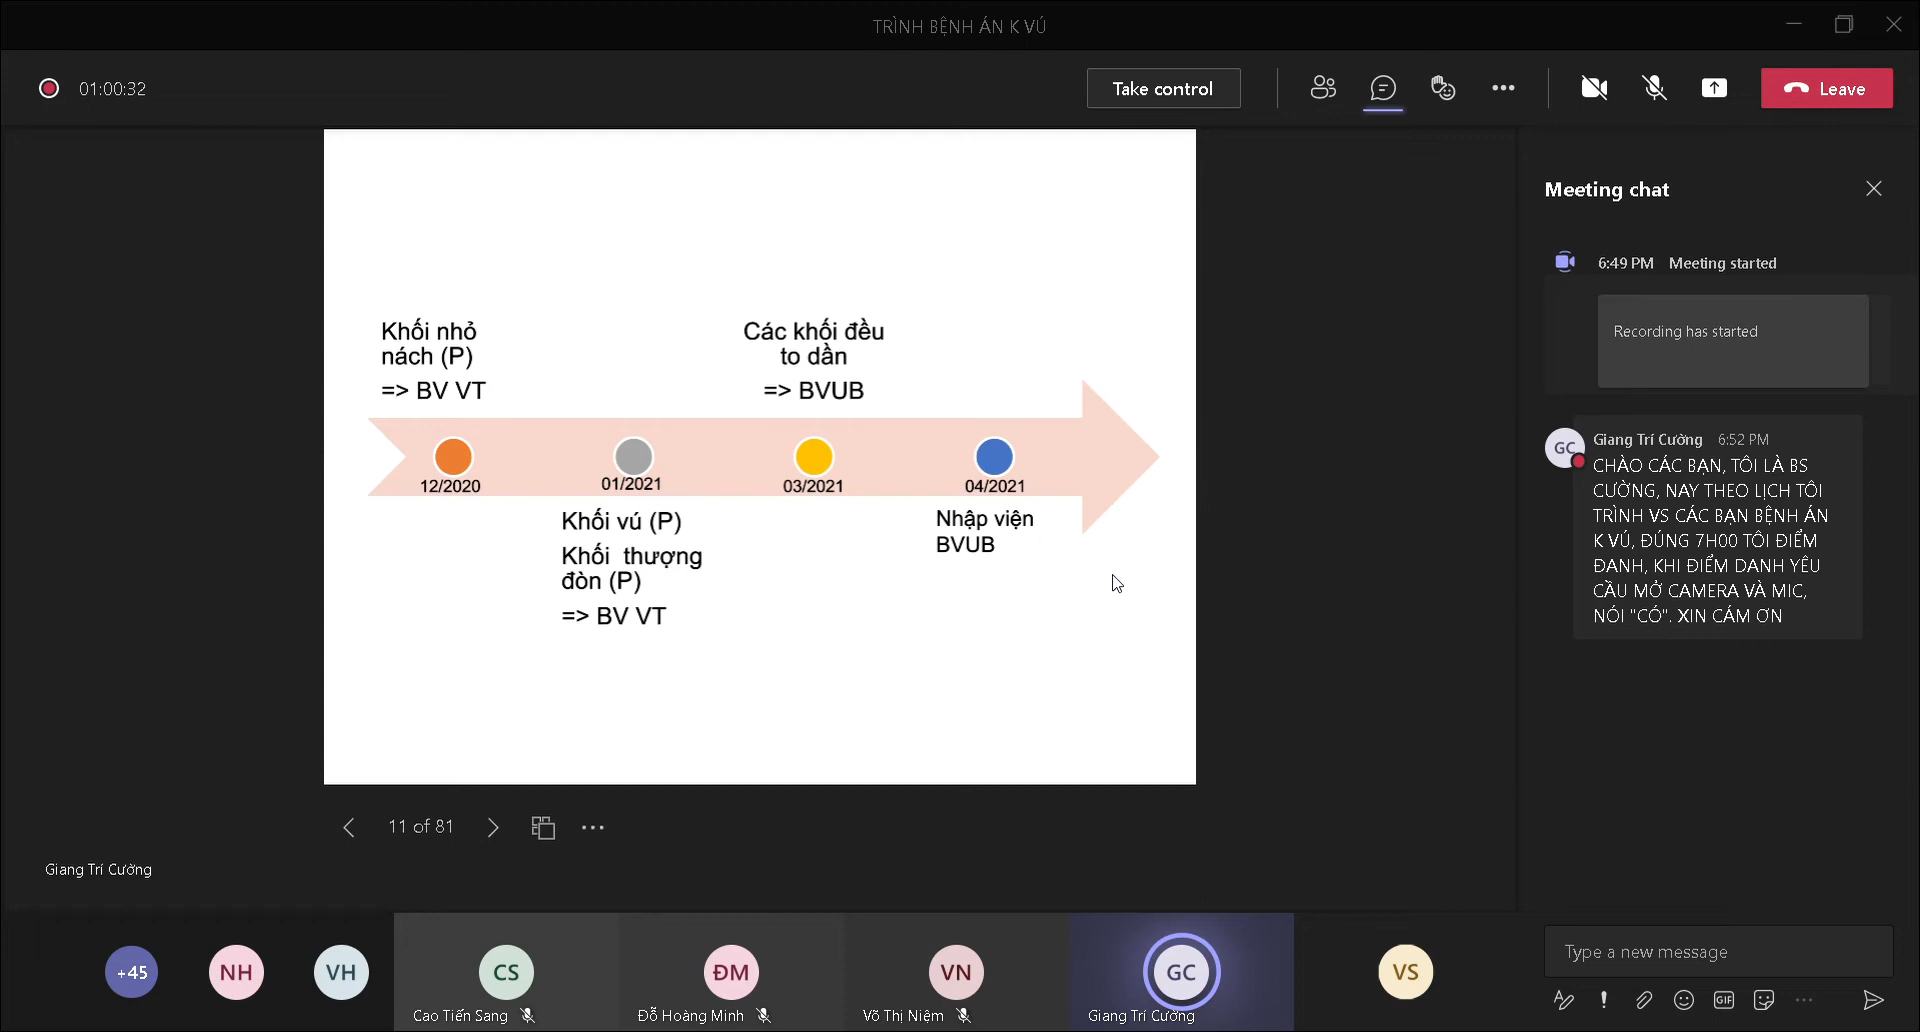 TRÌNH BỆNH ÁN K VÚ
01:00:32
Take control
Leave
Khối nhỏ
nách (P)
=> BV VT
Các khối đều
to dần
=> BVUB
12/2020
01/2021
03/2021
04/2021
Khối vú (P)
Khối thượng
đòn (P)
=> BV VT
Nhập viện
BVUB
11 of 81
Giang Trí Cường
Meeting chat
6:49 PM Meeting started
Recording has started
GC
Giang Trí Cường 6:52 PM
CHÀO CÁC BẠN, TÔI LÀ BS
CƯỜNG, NAY THEO LỊCH TÔI
TRÌNH VS CÁC BẠN BỆNH ÁN
K VÚ, ĐÚNG 7H00 TÔI ĐIỂM
ĐANH, KHI ĐIỂM DANH YÊU
CẦU MỞ CAMERA VÀ MIC,
NÓI "CÓ". XIN CÁM ƠN
+45
NH
VH
CS
Cao Tiến Sang
ĐM
Đỗ Hoàng Minh
VN
Võ Thị Niệm
GC
Giang Trí Cường
VS
Type a new message
GIF